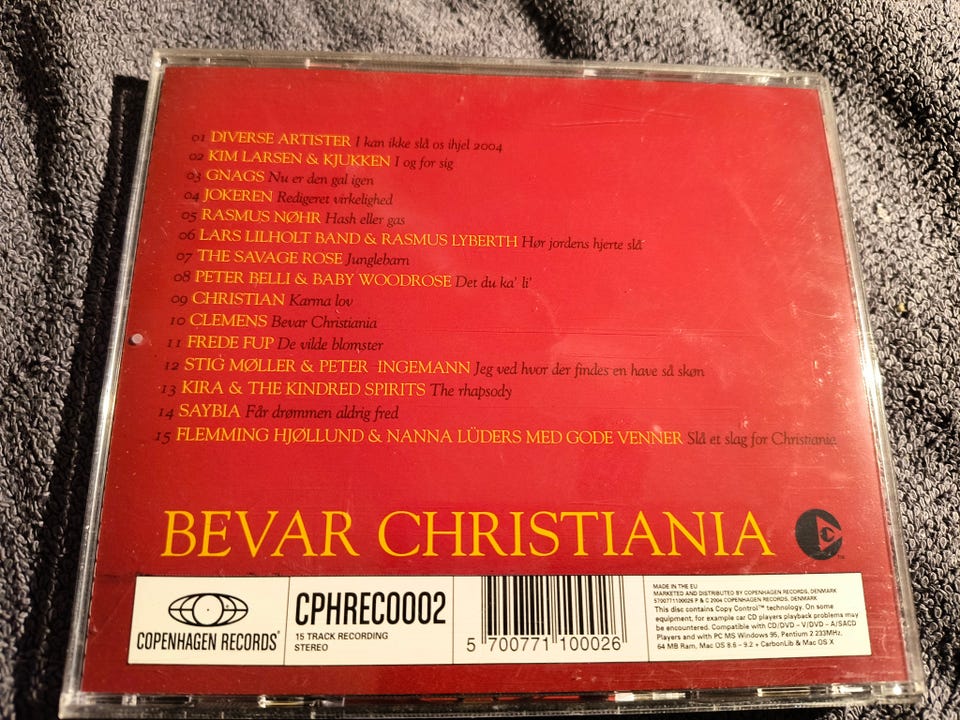 01 DIVERSE ARTISTER I kan ikke slå os ihjel 2004
02 KIM LARSEN & KJUKKEN I og for sig
03 GNAGS Nu er den gal igen
04 JOKEREN Redigeret virkelighed
05 RASMUS NØHR Hash eller gas
06 LARS LILHOLT BAND & RASMUS LYBERTH Hør jordens hjerte slå
07 THE SAVAGE ROSE Junglebarn
08 PETER BELLI & BABY WOODROSE Det du ka' li'
09 CHRISTIAN Karma lov
10 CLEMENS Bevar Christiania
11 FREDE FUP De vilde blomster
12 STIG MØLLER & PETER INGEMANN Jeg ved hvor der findes en have så skøn
13 KIRA & THE KINDRED SPIRITS The rhapsody
14 SAYBIA Får drømmen aldrig fred
15 FLEMMING HJØLLUND & NANNA LÜDERS MED GODE VENNER Slå et slag for Christiania
BEVAR CHRISTIANIA
COPENHAGEN RECORDS
CPHREC0002
15 TRACK RECORDING
STEREO
5 700771 100026
MADE IN THE EU
MARKETED AND DISTRIBUTED BY COPENHAGEN RECORDS, DENMARK
5700771100026 P & C 2004 COPENHAGEN RECORDS, DENMARK
This disc contains Copy Control™ technology. On some
equipment, for example car CD players playback problems may
be encountered. Compatible with CD/DVD - V/DVD - A/SACD
Players and with PC MS Windows 95, Pentium 2 233MHz,
64 MB Ram, Mac OS 8.6 - 9.2 + CarbonLib & Mac OS X